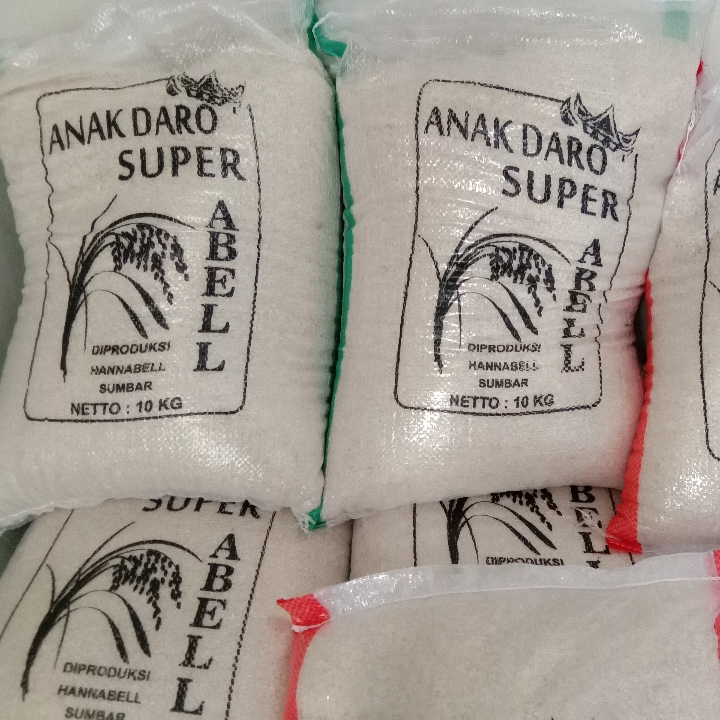 ANAK DARO
SUPER
ABELL
DIPRODUKSI
HANNABELL
SUMBAR
NETTO : 10 KG
ANAK DARO
SUPER
ABELL
DIPRODUKSI
HANNABELL
SUMBAR
NETTO : 10 KG
SUPER
ABELL
DIPRODUKSI
HANNABELL
SUMBAR
DIPRODUKSI